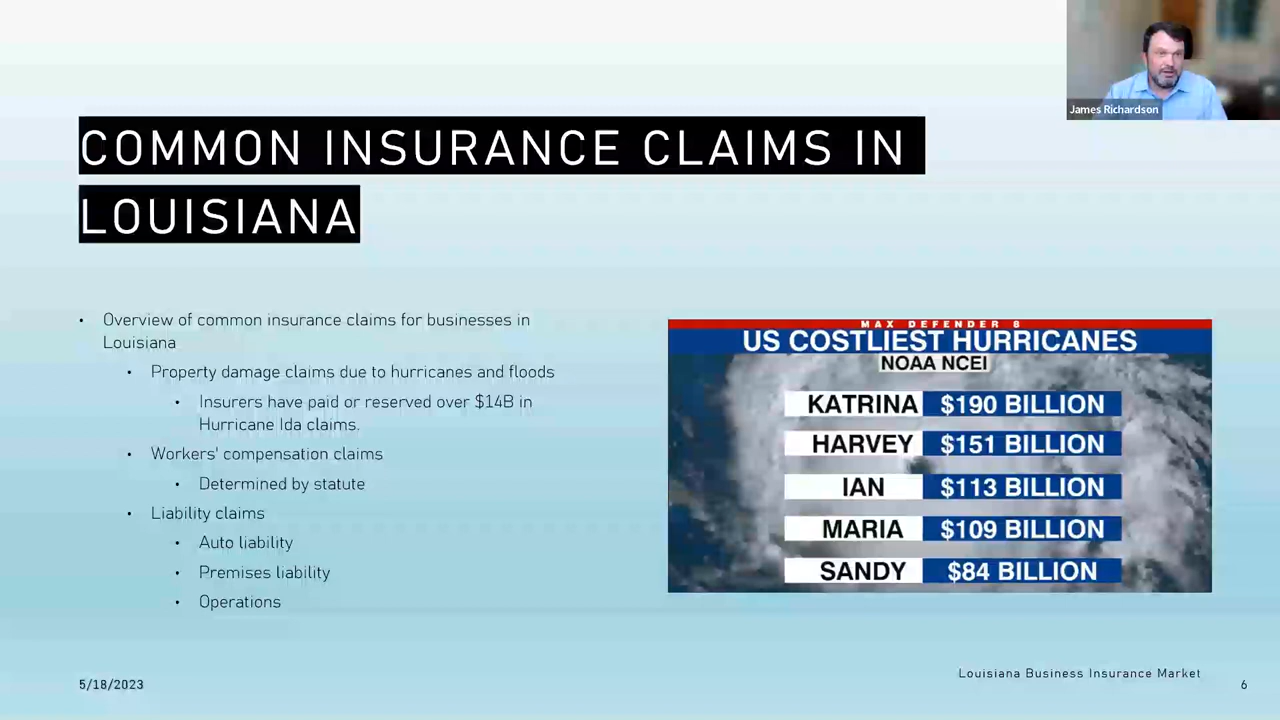 James Richardson
COMMON INSURANCE CLAIMS IN
LOUISIANA
• Overview of common insurance claims for businesses in
Louisiana
• Property damage claims due to hurricanes and floods
• Insurers have paid or reserved over $14B in
Hurricane Ida claims.
• Workers' compensation claims
• Determined by statute
• Liability claims
• Auto liability
• Premises liability
• Operations
MAX DEFENDER 8
US COSTLIEST HURRICANES
NOAA NCEI
KATRINA $190 BILLION
HARVEY $151 BILLION
IAN $113 BILLION
MARIA $109 BILLION
SANDY $84 BILLION
5/18/2023
Louisiana Business Insurance Market
6